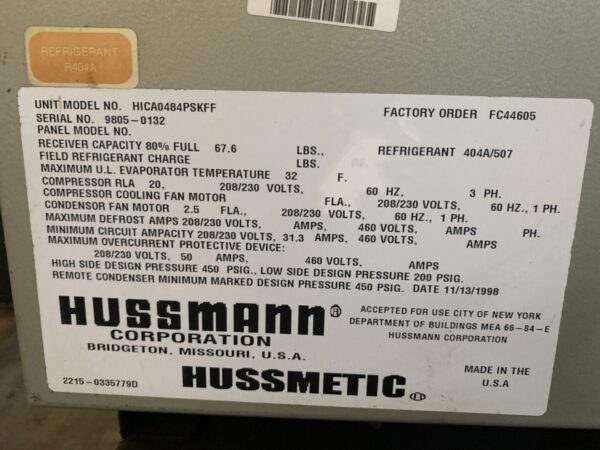 REFRIGERANT
R404A
UNIT MODEL NO. HICA0484PSKFF FACTORY ORDER FC44605
SERIAL NO. 9805-0132
PANEL MODEL NO.
RECEIVER CAPACITY 80% FULL 67.6 LBS., REFRIGERANT 404A/507
FIELD REFRIGERANT CHARGE LBS. RE.
MAXIMUM U.L. EVAPORATOR TEMPERATURE 32 F.
COMPRESSOR RLA 20, 208/230 VOLTS, 60 HZ, 3 PH.
COMPRESSOR COOLING FAN MOTOR FLA., 208/230 VOLTS, 60 HZ., 1 PH.
CONDENSOR FAN MOTOR 2.5 FLA., 208/230 VOLTS, 60 HZ., 1 PH.
MAXIMUM DEFROST AMPS 208/230 VOLTS, AMPS, 460 VOLTS, AMPS PH.
MINIMUM CIRCUIT AMPACITY 208/230 VOLTS, 31.3 AMPS, 460 VOLTS, AMPS
MAXIMUM OVERCURRENT PROTECTIVE DEVICE:
208/230 VOLTS, 50 AMPS, 460 VOLTS, AMPS
HIGH SIDE DESIGN PRESSURE 450 PSIG., LOW SIDE DESIGN PRESSURE 200 PSIG.
REMOTE CONDENSER MINIMUM MARKED DESIGN PRESSURE 450 PSIG. DATE 11/13/1998
HUSSMANN®
CORPORATION
BRIDGETON, MISSOURI, U.S.A.
ACCEPTED FOR USE CITY OF NEW YORK
DEPARTMENT OF BUILDINGS MEA 66-84-E
HUSSMANN CORPORATION
HUSSMETIC
MADE IN THE
U.S.A
2215-0335779D